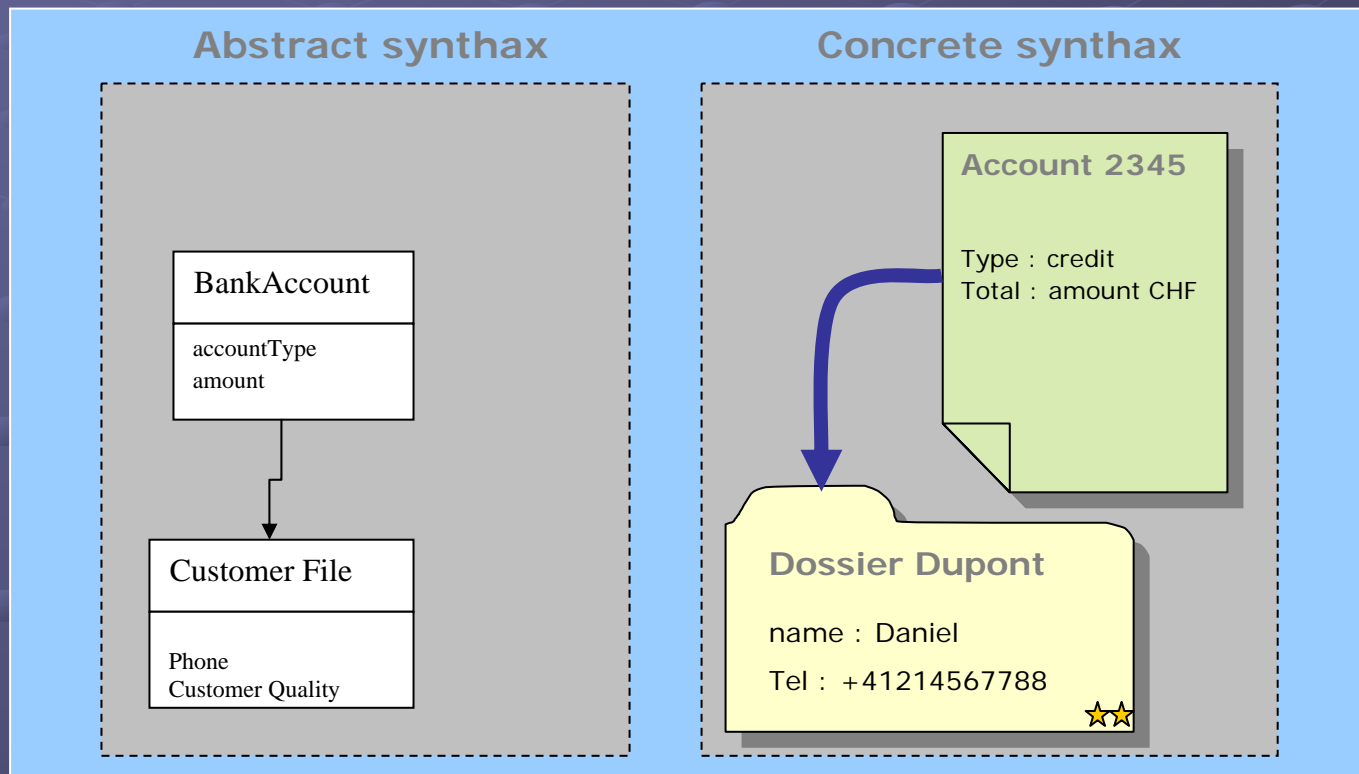 Abstract synthax
BankAccount
accountType
amount
Customer File
Phone
Customer Quality
Concrete synthax
Account 2345
Type : credit
Total : amount CHF
Dossier Dupont
name : Daniel
Tel : +41214567788